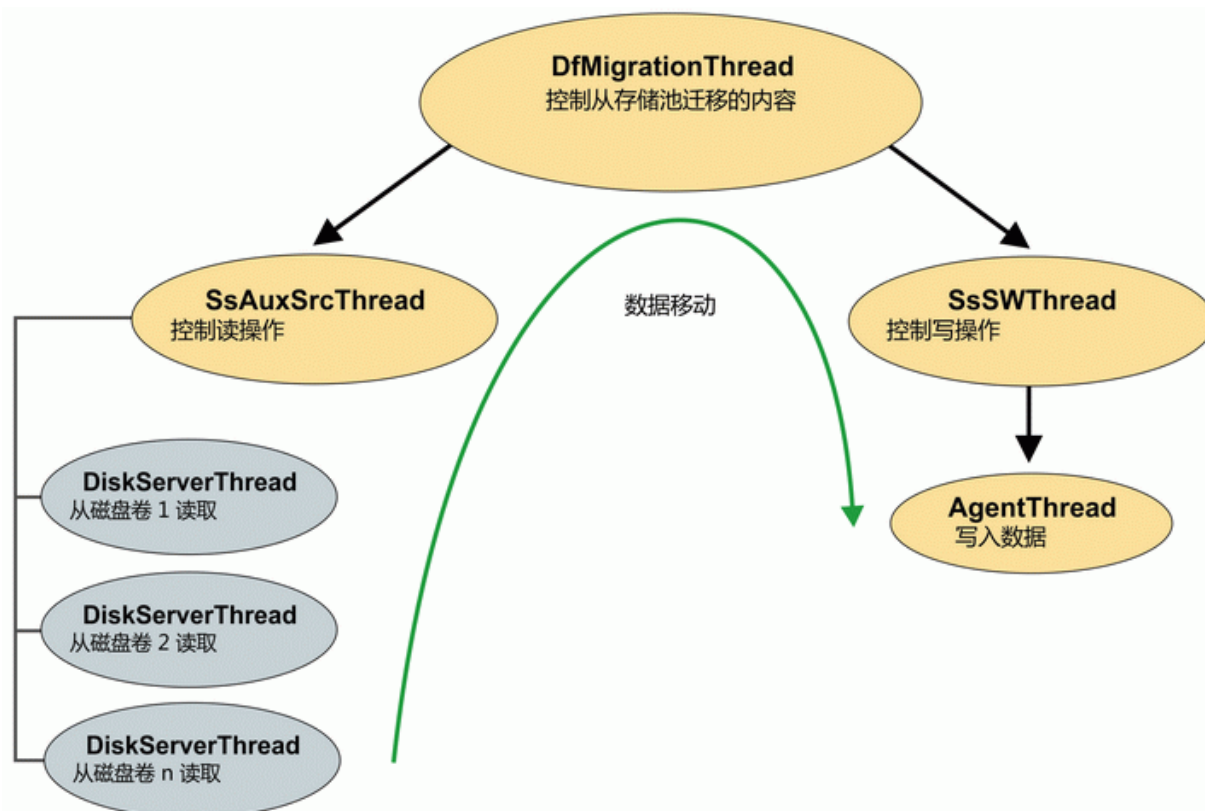 DfMigrationThread
控制从存储池迁移的内容
SsAuxSrcThread
控制读操作
数据移动
SsSWThread
控制写操作
DiskServerThread
从磁盘卷 1 读取
AgentThread
写入数据
DiskServerThread
从磁盘卷 2 读取
DiskServerThread
从磁盘卷 n 读取